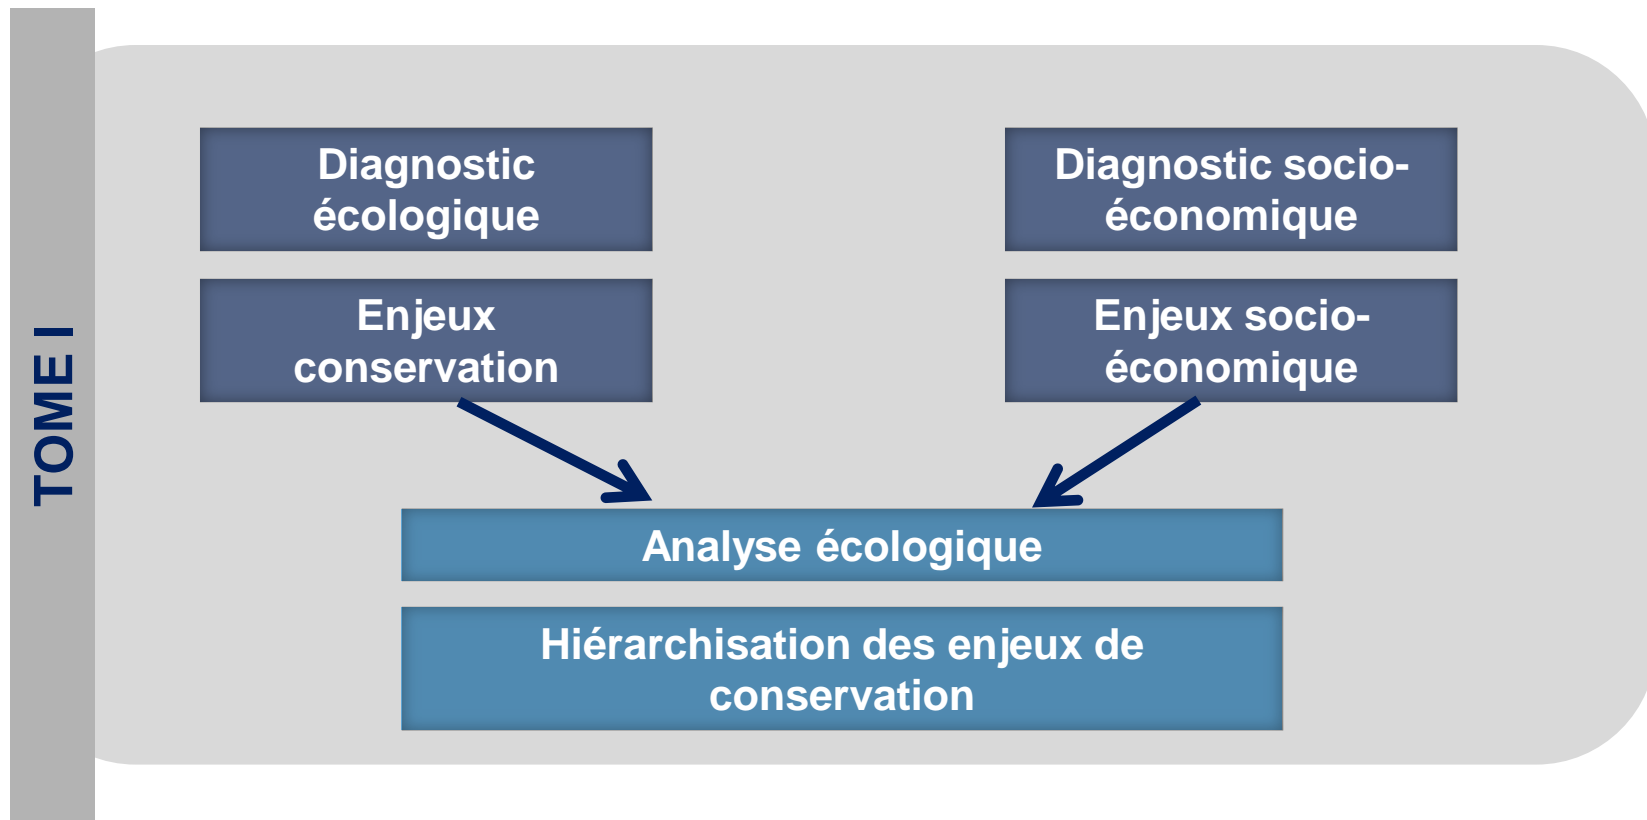 TOME I
Diagnostic
écologique
Diagnostic socio-
économique
Enjeux
conservation
Enjeux socio-
économique
Analyse écologique
Hiérarchisation des enjeux de
conservation